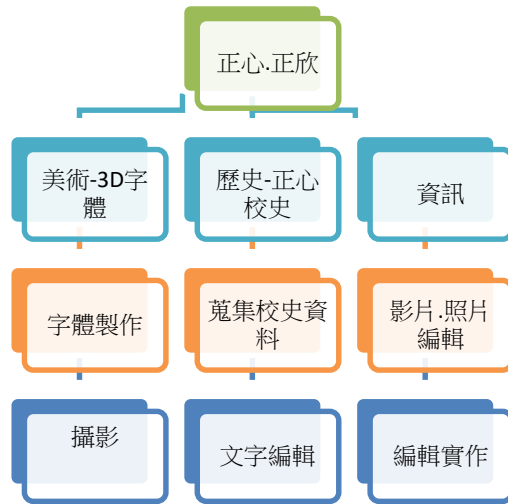 正心.正欣
美術-3D字
體
歷史-正心
校史
資訊
字體製作
蒐集校史資
料
影片.照片
編輯
攝影
文字編輯
編輯實作